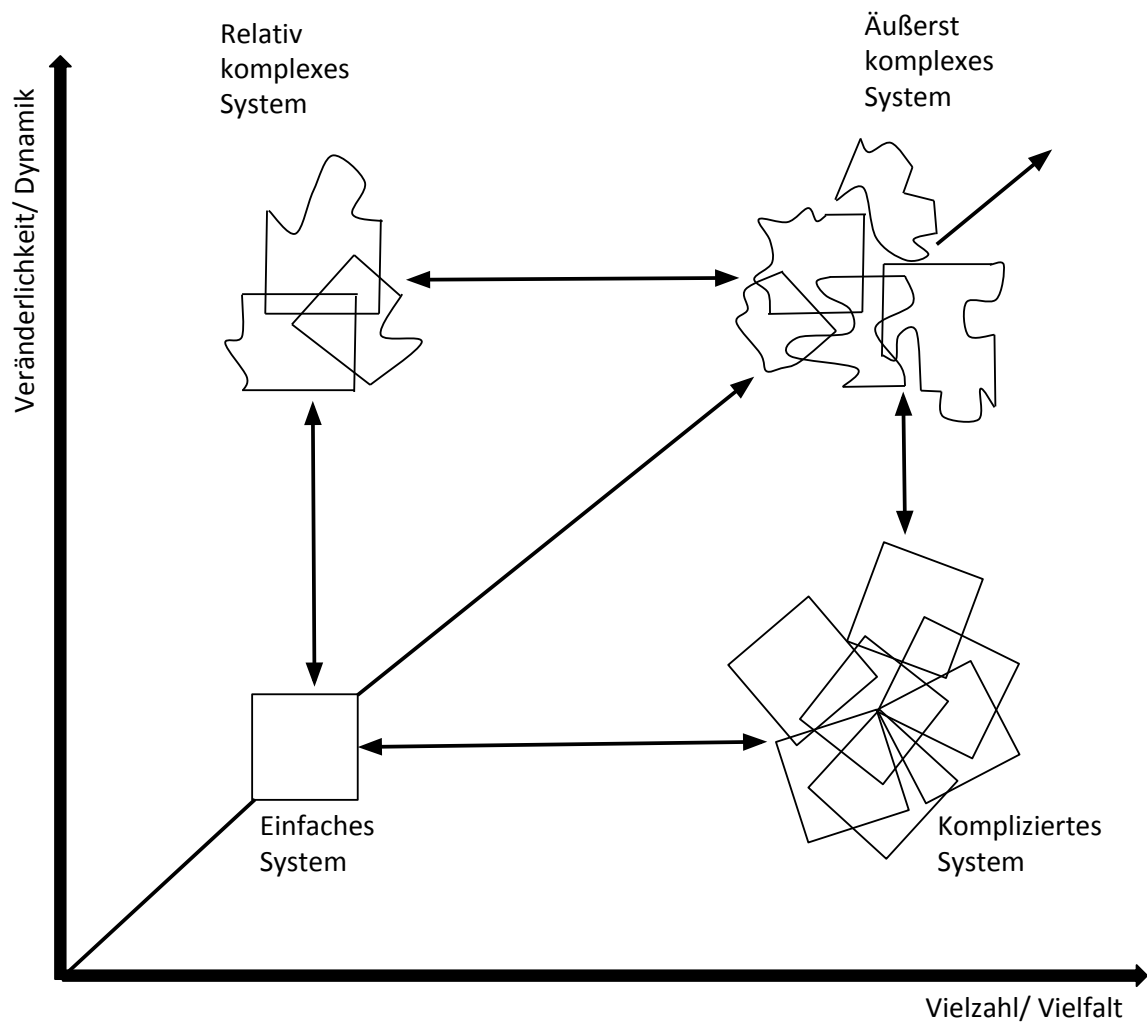 Relativ
komplexes
System
Äußerst
komplexes
System
Veränderlichkeit/ Dynamik
Einfaches
System
Kompliziertes
System
Vielzahl/ Vielfalt